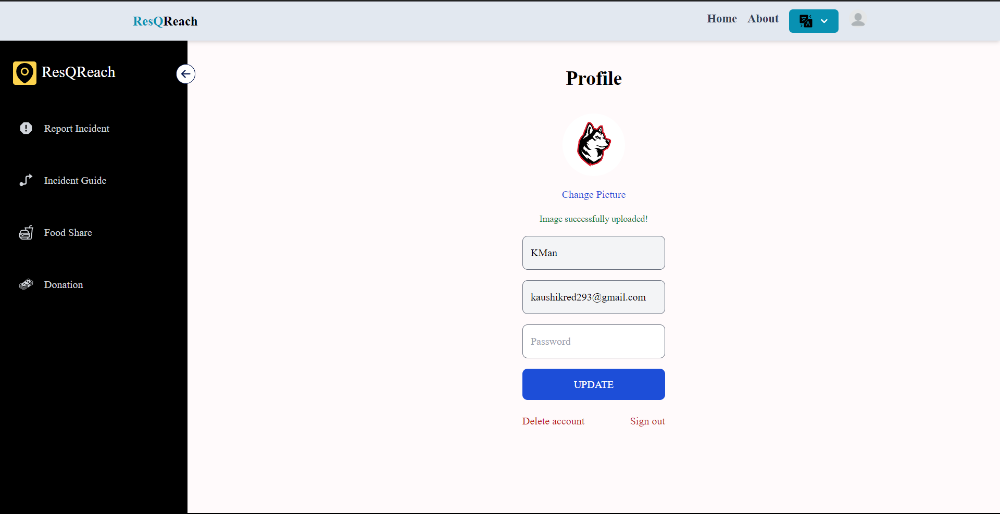 ResQReach
Home About
ResQReach
Report Incident
Incident Guide
Food Share
Donation
Profile
Change Picture
Image successfully uploaded!
KMan
kaushikred293@gmail.com
Password
UPDATE
Delete account Sign out